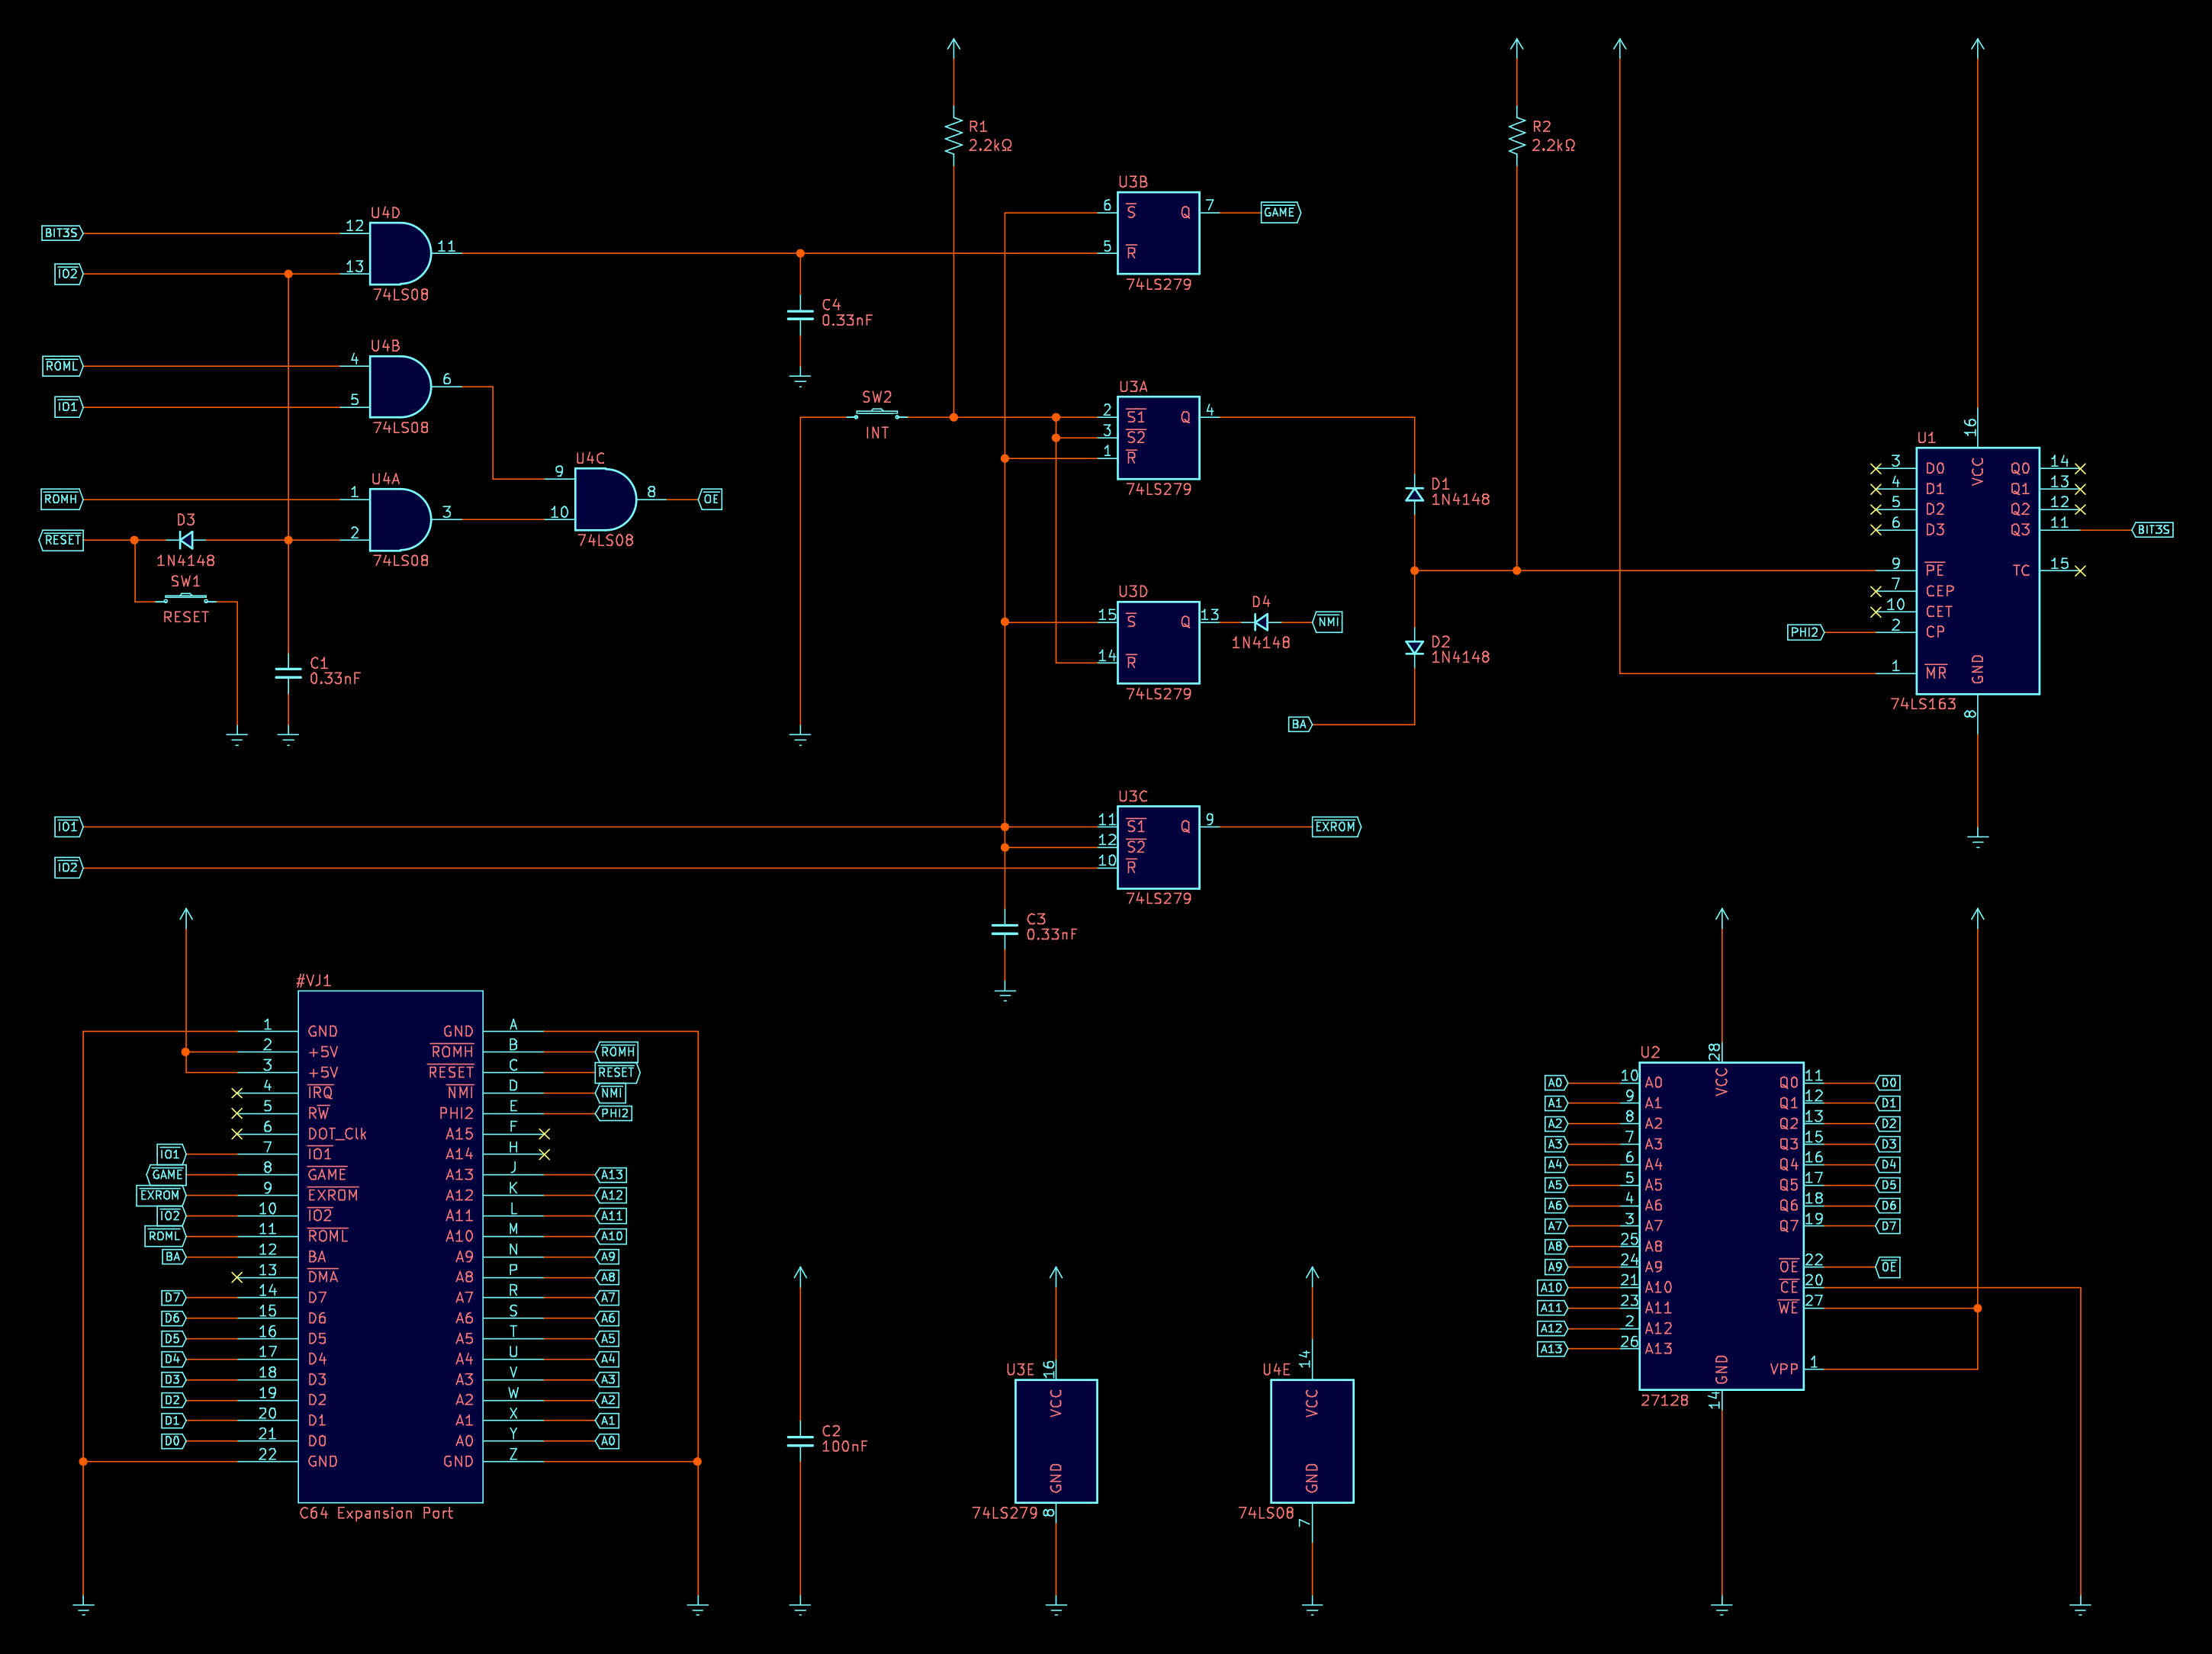 R1
2.2kΩ
R2
2.2kΩ
U3B
6 S Q 7 GAME
5 R
74LS279
U4D
BIT3S 12
11
IO2 13
74LS08
C4
0.33nF
U4B
ROML 4
6
IO1 5
74LS08
SW2
INT
U3A
2 S1 Q 4
3 S2
1 R
74LS279
U4A
ROMH 1
3
RESET 2
74LS08
D3
1N4148
SW1
RESET
U4C
9
8 OE
10
74LS08
D1
1N4148
U1
16
VCC
3 D0 Q0 14
4 D1 Q1 13
5 D2 Q2 12
6 D3 Q3 11 BIT3S
9 PE TC 15
7 CEP
10 CET
PHI2 2 CP
1 MR
GND
8
74LS163
U3D
15 S Q 13
14 R
74LS279
D4
1N4148
NMI
D2
1N4148
BA
C1
0.33nF
U3C
IO1 11 S1 Q 9 EXROM
12 S2
IO2 10 R
74LS279
C3
0.33nF
#VJ1
1 GND GND A
2 +5V ROMH B ROMH
3 +5V RESET C RESET
4 IRQ NMI D NMI
5 RW PHI2 E PHI2
6 DOT_Clk A15 F
IO1 7 IO1 A14 H
GAME 8 GAME A13 J A13
EXROM 9 EXROM A12 K A12
IO2 10 IO2 A11 L A11
ROML 11 ROML A10 M A10
BA 12 BA A9 N A9
13 DMA A8 P A8
D7 14 D7 A7 R A7
D6 15 D6 A6 S A6
D5 16 D5 A5 T A5
D4 17 D4 A4 U A4
D3 18 D3 A3 V A3
D2 19 D2 A2 W A2
D1 20 D1 A1 X A1
D0 21 D0 A0 Y A0
22 GND GND Z
C64 Expansion Port
C2
100nF
U3E
16
VCC
GND
8
74LS279
U4E
14
VCC
GND
7
74LS08
U2
28
VCC
A0 10 A0 Q0 11 D0
A1 9 A1 Q1 12 D1
A2 8 A2 Q2 13 D2
A3 7 A3 Q3 15 D3
A4 6 A4 Q4 16 D4
A5 5 A5 Q5 17 D5
A6 4 A6 Q6 18 D6
A7 3 A7 Q7 19 D7
A8 25 A8
A9 24 A9 OE 22 OE
A10 21 A10 CE 20
A11 23 A11 WE 27
A12 2 A12
A13 26 A13
VPP 1
GND
14
27128